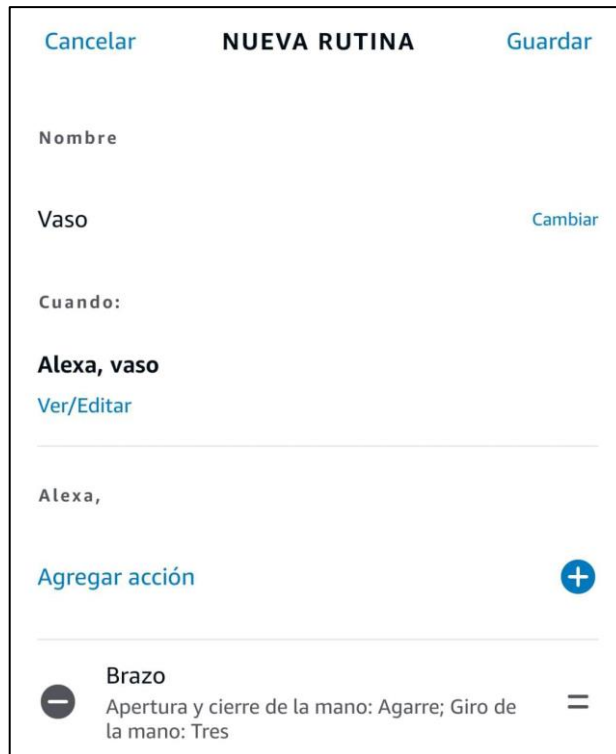 Cancelar NUEVA RUTINA Guardar
Nombre
Vaso Cambiar
Cuando:
Alexa, vaso
Ver/Editar
Alexa,
Agregar acción
Brazo
Apertura y cierre de la mano: Agarre; Giro de
la mano: Tres